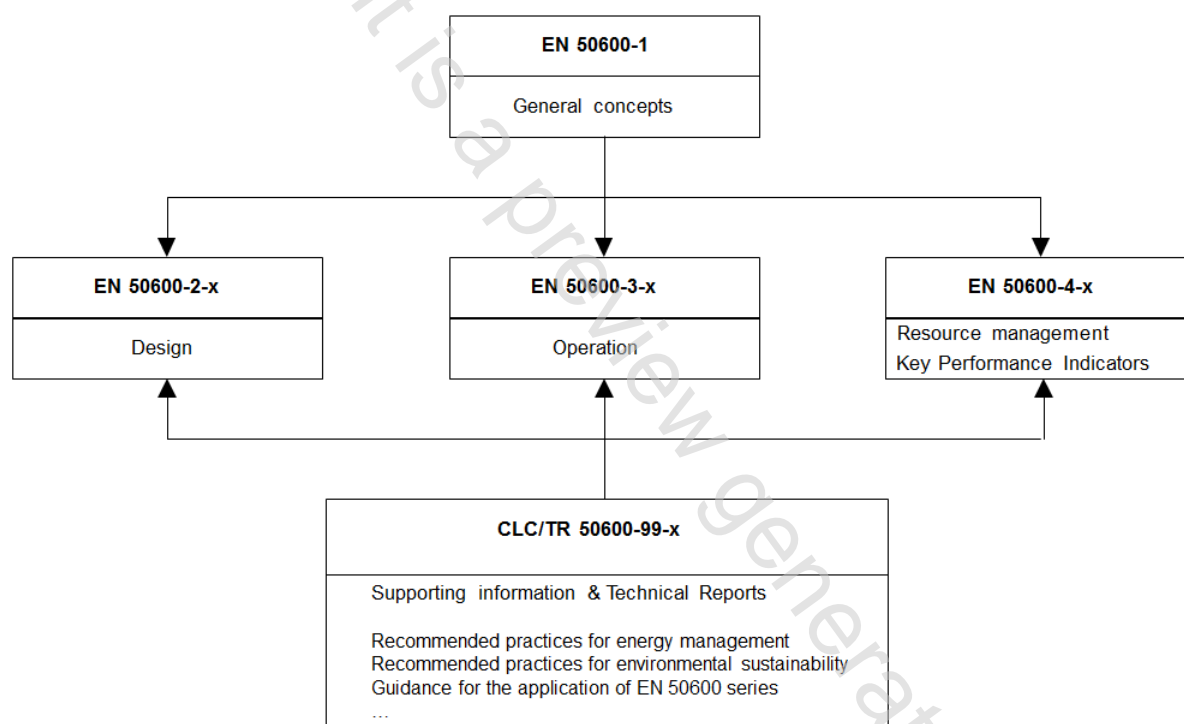 EN 50600-1
General concepts
EN 50600-2-x
EN 50600-3-x
EN 50600-4-x
Design
Operation
Resource management
Key Performance Indicators
CLC/TR 50600-99-x
Supporting information & Technical Reports
Recommended practices for energy management
Recommended practices for environmental sustainability
Guidance for the application of EN 50600 series
...
is a preview